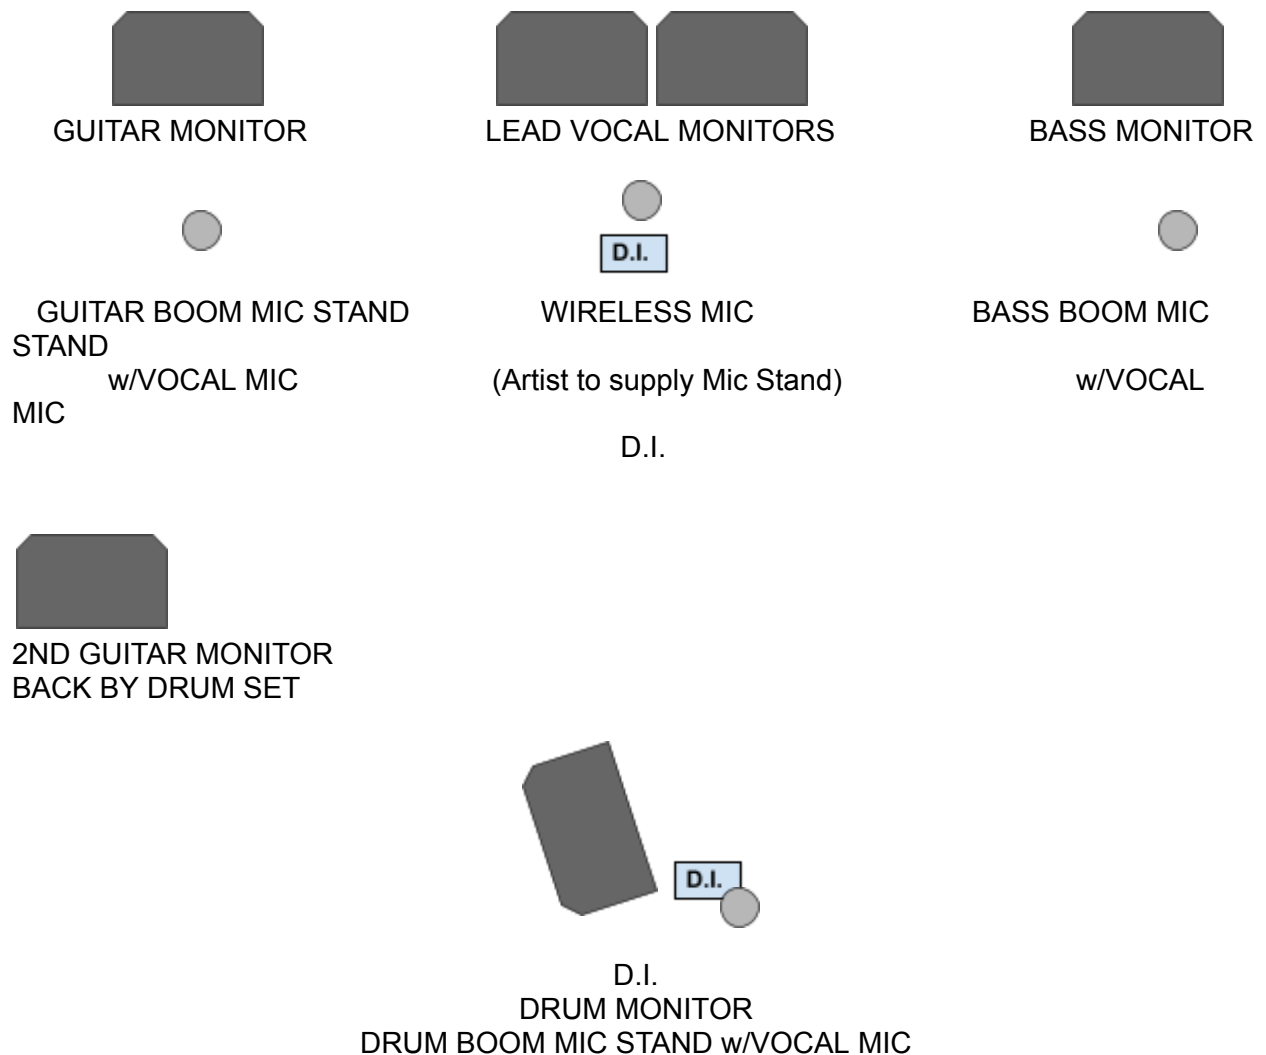 GUITAR MONITOR LEAD VOCAL MONITORS BASS MONITOR
D.I.
GUITAR BOOM MIC STAND WIRELESS MIC BASS BOOM MIC
STAND
w/VOCAL MIC (Artist to supply Mic Stand) w/VOCAL
MIC
D.I.
2ND GUITAR MONITOR
BACK BY DRUM SET
D.I.
D.I.
DRUM MONITOR
DRUM BOOM MIC STAND w/VOCAL MIC